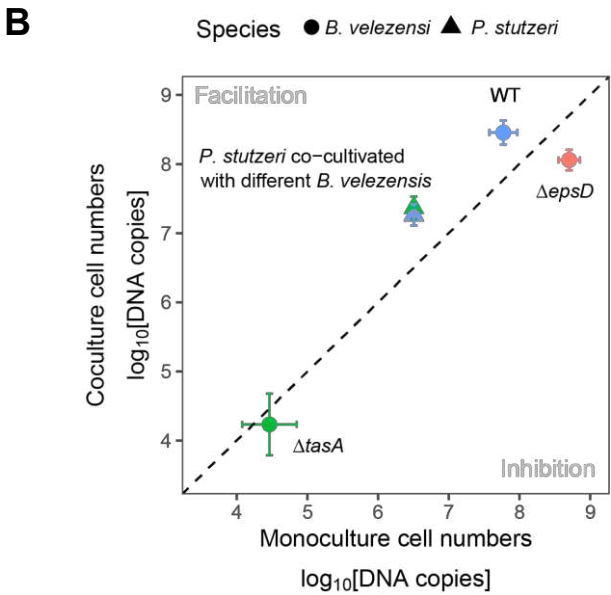 B
Species B. velezensi P. stutzeri
Facilitation
WT
P. stutzeri co−cultivated
with different B. velezensis
ΔepsD
ΔtasA
Inhibition
9
8
7
6
5
4
Coculture cell numbers
log10[DNA copies]
4 5 6 7 8 9
Monoculture cell numbers
log10[DNA copies]